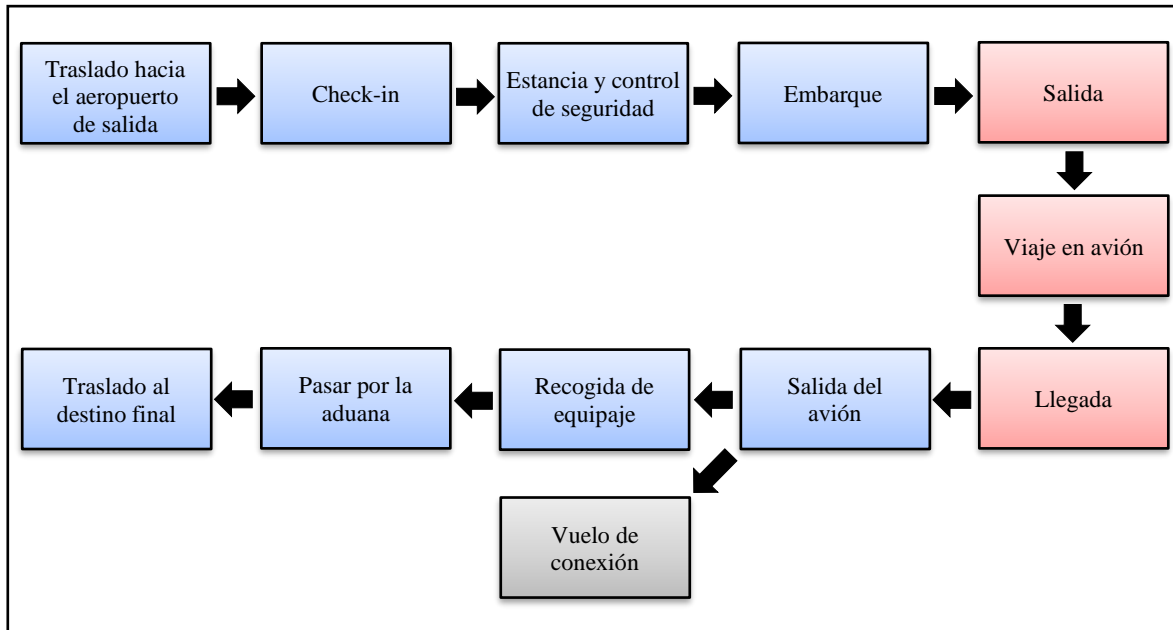 Traslado hacia
el aeropuerto
de salida
Check-in
Estancia y control
de seguridad
Embarque
Salida
Viaje en avión
Llegada
Salida del
avión
Recogida de
equipaje
Pasar por la
aduana
Traslado al
destino final
Vuelo de
conexión